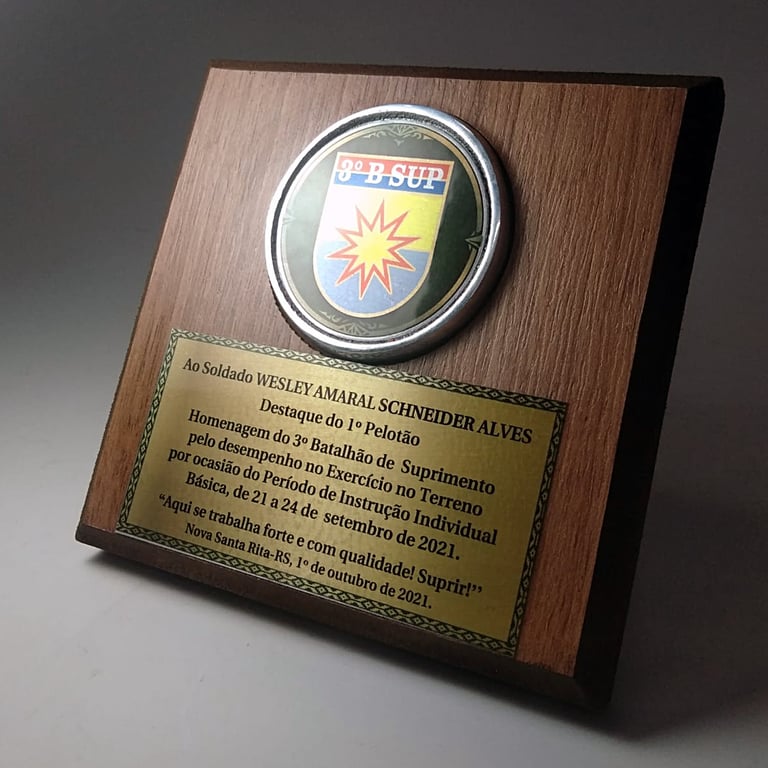 3º B SUP
Ao Soldado WESLEY AMARAL SCHNEIDER ALVES
Destaque do 1º Pelotão
Homenagem do 3º Batalhão de Suprimento
pelo desempenho no Exercício no Terreno
por ocasião do Período de Instrução Individual
Básica, de 21 a 24 de setembro de 2021.
“Aqui se trabalha forte e com qualidade! Suprir!’’
Nova Santa Rita-RS, 1º de outubro de 2021.